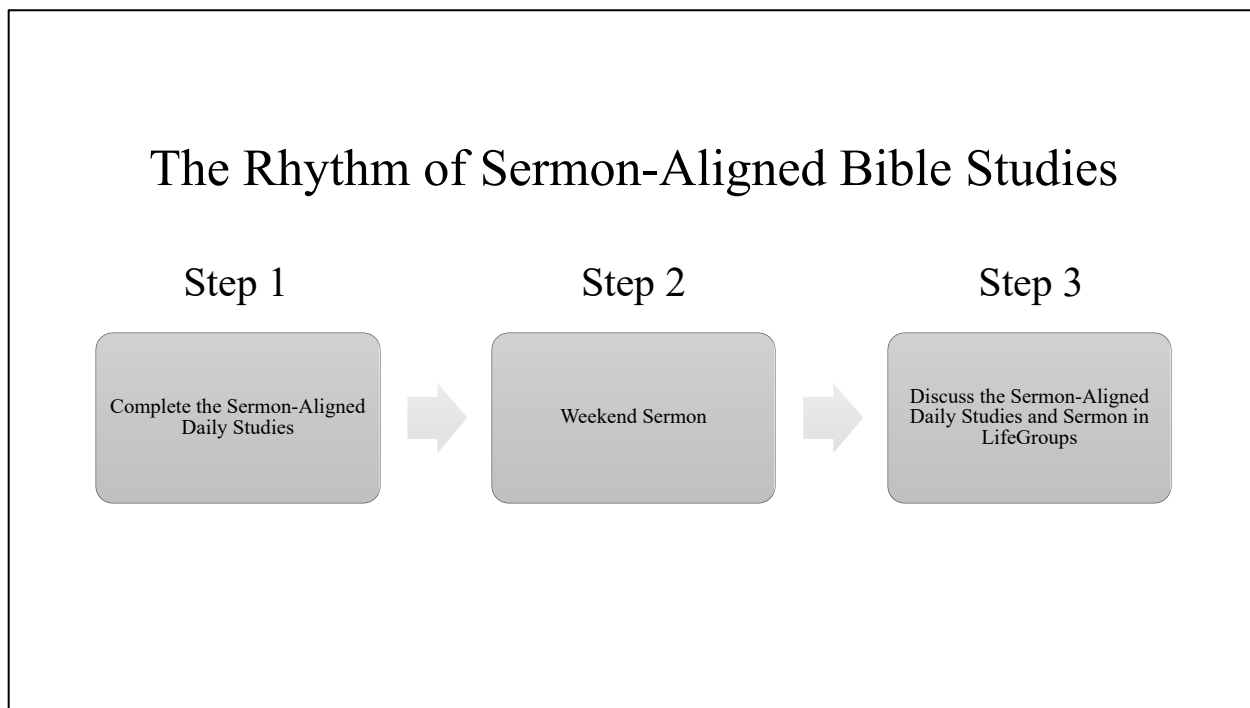 The Rhythm of Sermon-Aligned Bible Studies
Step 1
Step 2
Step 3
Complete the Sermon-Aligned
Daily Studies
Weekend Sermon
Discuss the Sermon-Aligned
Daily Studies and Sermon in
LifeGroups